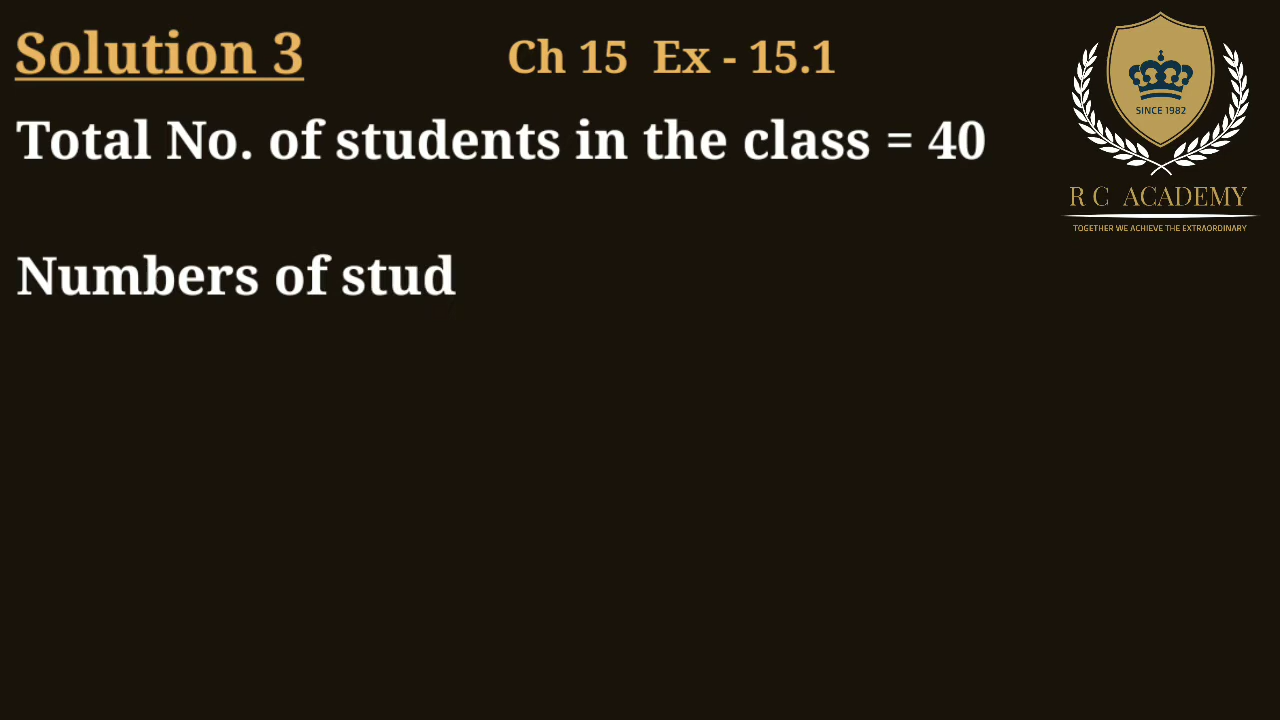 Solution 3
Ch 15 Ex - 15.1
Total No. of students in the class = 40
Numbers of stud
SINCE 1982
R C ACADEMY
TOGETHER WE ACHIEVE THE EXTRAORDINARY